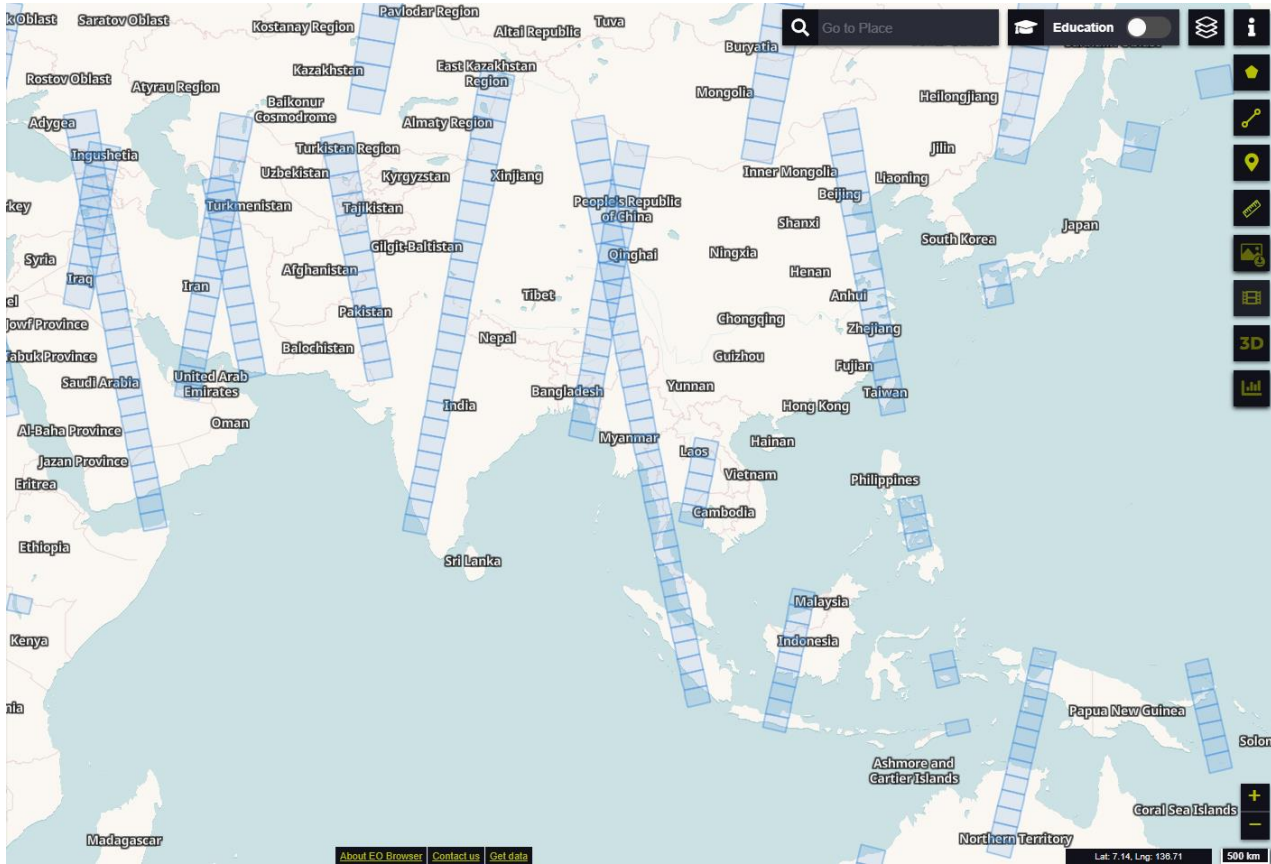 k Oblast
Saratov Oblast
Pavlodar Region
Kostanay Region
Altai Republic
Tuva
Go to Place
Education
Buryatia
Rostov Oblast
Atyrau Region
Kazakhstan
East Kazakhstan
Region
Mongolia
Heilongjiang
Baikonur
Cosmodrome
Adygea
Almaty Region
Ingushetia
Turkistan Region
Jilin
Uzbekistan
Kyrgyzstan
Xinjiang
Inner Mongolia
Liaoning
Beijing
rkey
Turkmenistan
Tajikistan
People's Republic
of China
Shanxi
Japan
Syria
Gilgit-Baltistan
Qinghai
Ningxia
South Korea
Iraq
Iran
Afghanistan
Henan
el
Tibet
Anhui
Jowf Province
Pakistan
Chongqing
Zhejiang
Nepal
3D
Tabuk Province
Balochistan
Guizhou
Fujian
Saudi Arabia
United Arab
Emirates
Bangladesh
Yunnan
Taiwan
India
Hong Kong
Oman
Al-Baha Province
Myanmar
Hainan
Laos
Jazan Province
Vietnam
Philippines
Eritrea
Cambodia
Ethiopia
Sri Lanka
Malaysia
Kenya
Indonesia
nia
Papua New Guinea
Solon
Ashmore and
Cartier Islands
+
Coral Sea Islands
−
Madagascar
Northern Territory
About EO Browser
Contact us
Get data
Lat: 7.14, Lng: 136.71
500 km